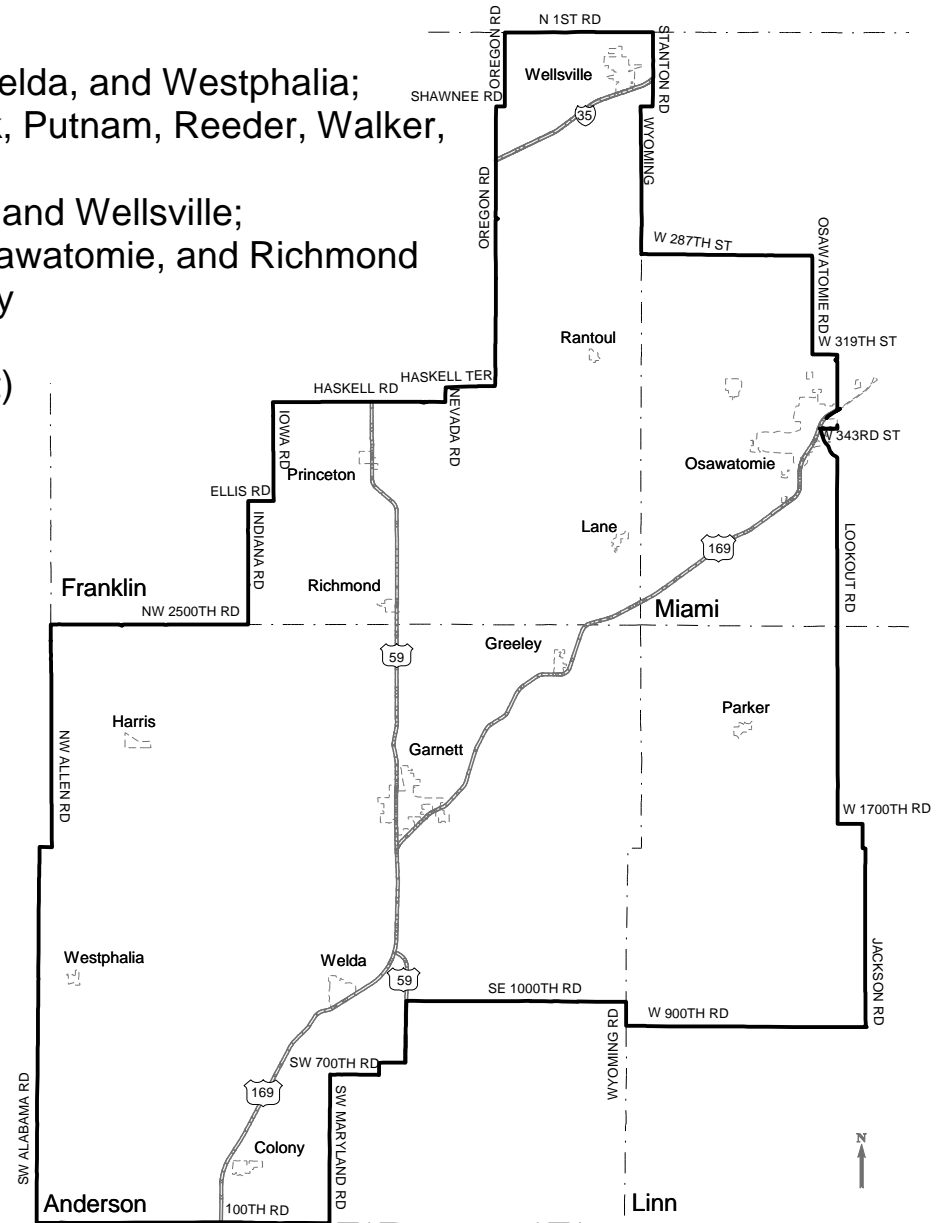 N 1ST RD
OREGON RD
STANTON RD
Wellsville
elda, and Westphalia;
SHAWNEE RD
35
, Putnam, Reeder, Walker,
WYOMING
and Wellsville;
OREGON RD
W 287TH ST
OSAWATOMIE RD
awatomie, and Richmond
y
Rantoul
W 319TH ST
)
HASKELL RD
HASKELL TER
NEVADA RD
IOWA RD
W 343RD ST
Princeton
Osawatomie
ELLIS RD
INDIANA RD
Lane
LOOKOUT RD
169
Franklin
Richmond
NW 2500TH RD
Miami
Greeley
59
Harris
Parker
NW ALLEN RD
Garnett
W 1700TH RD
Westphalia
Welda
59
JACKSON RD
SE 1000TH RD
W 900TH RD
WYOMING RD
SW 700TH RD
SW ALABAMA RD
169
SW MARYLAND RD
N
Colony
Anderson
100TH RD
Linn